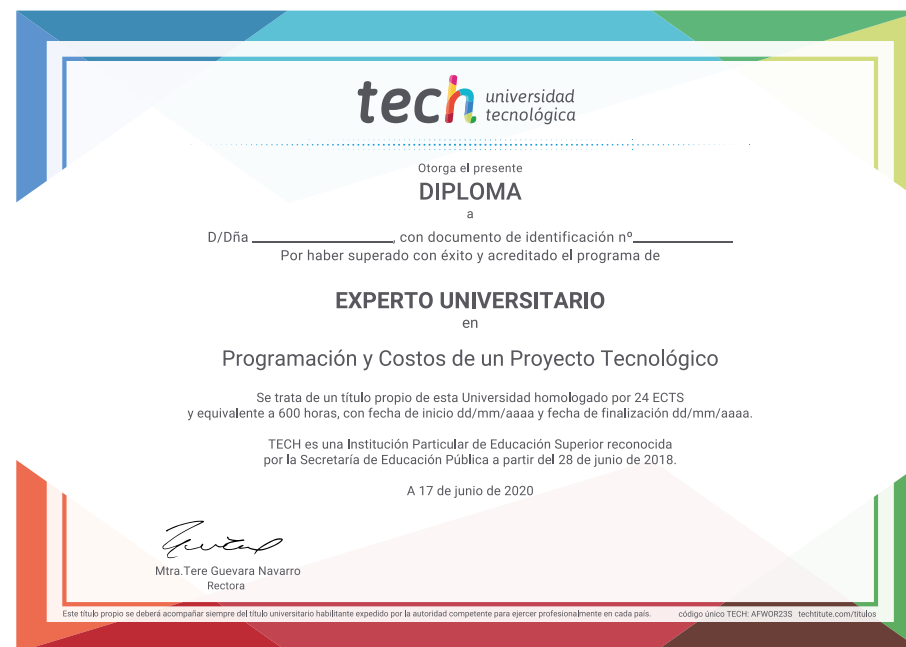 tech universidad
tecnológica
Otorga el presente
DIPLOMA
a
D/Dña ____________________, con documento de identificación nº______________
Por haber superado con éxito y acreditado el programa de
EXPERTO UNIVERSITARIO
en
Programación y Costos de un Proyecto Tecnológico
Se trata de un título propio de esta Universidad homologado por 24 ECTS
y equivalente a 600 horas, con fecha de inicio dd/mm/aaaa y fecha de finalización dd/mm/aaaa.
TECH es una Institución Particular de Educación Superior reconocida
por la Secretaría de Educación Pública a partir del 28 de junio de 2018.
A 17 de junio de 2020
Mtra.Tere Guevara Navarro
Rectora
Este título propio se deberá acompañar siempre del título universitario habilitante expedido por la autoridad competente para ejercer profesionalmente en cada país. código único TECH: AFWOR23S techtitute.com/titulos